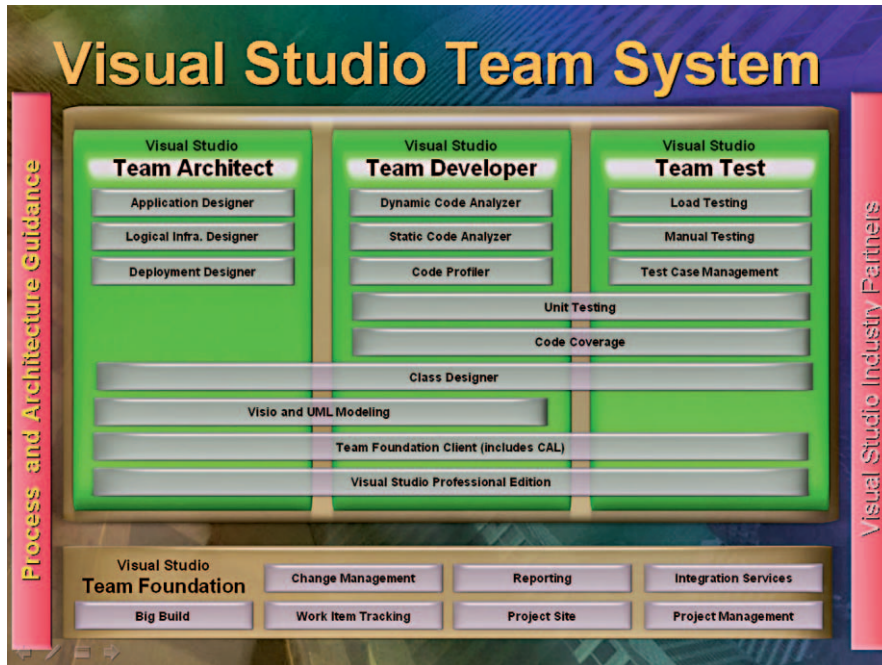 Visual Studio Team System
Process and Architecture Guidance
Visual Studio
Team Architect
Application Designer
Logical Infra. Designer
Deployment Designer
Visual Studio
Team Developer
Dynamic Code Analyzer
Static Code Analyzer
Code Profiler
Visual Studio
Team Test
Load Testing
Manual Testing
Test Case Management
Unit Testing
Code Coverage
Class Designer
Visio and UML Modeling
Team Foundation Client (includes CAL)
Visual Studio Professional Edition
Visual Studio Industry Partners
Visual Studio
Team Foundation
Change Management
Reporting
Integration Services
Big Build
Work Item Tracking
Project Site
Project Management